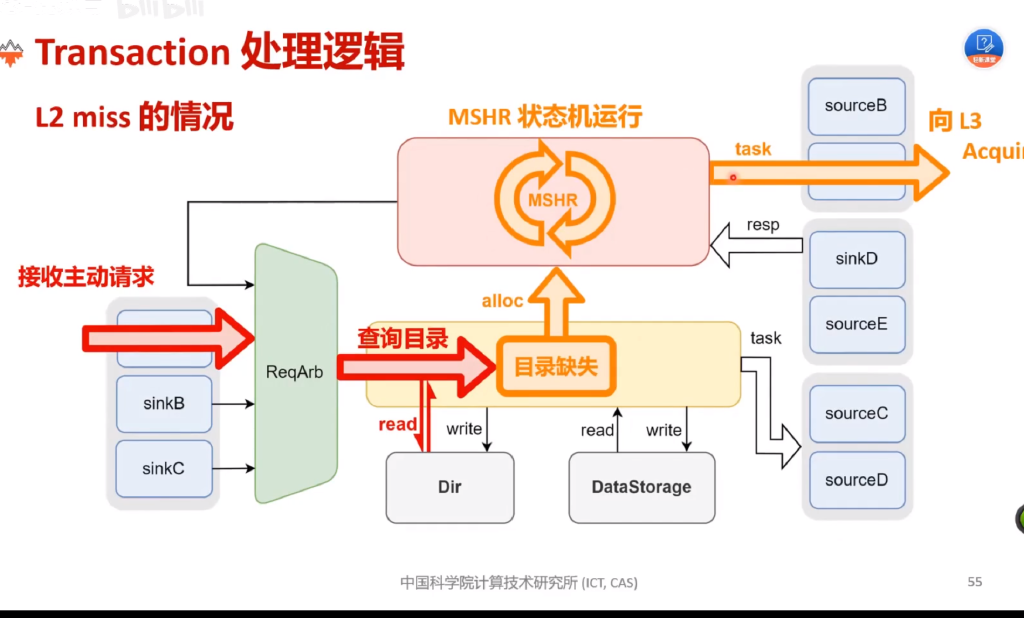 Transaction 处理逻辑
L2 miss 的情况
MSHR 状态机运行
sourceB
向 L3
Acquir
task
MSHR
resp
sinkD
接收主动请求
alloc
sourceE
查询目录
task
ReqArb
目录缺失
sinkB
sourceC
read
write
read
write
sinkC
Dir
DataStorage
sourceD
中国科学院计算技术研究所 (ICT, CAS)
55